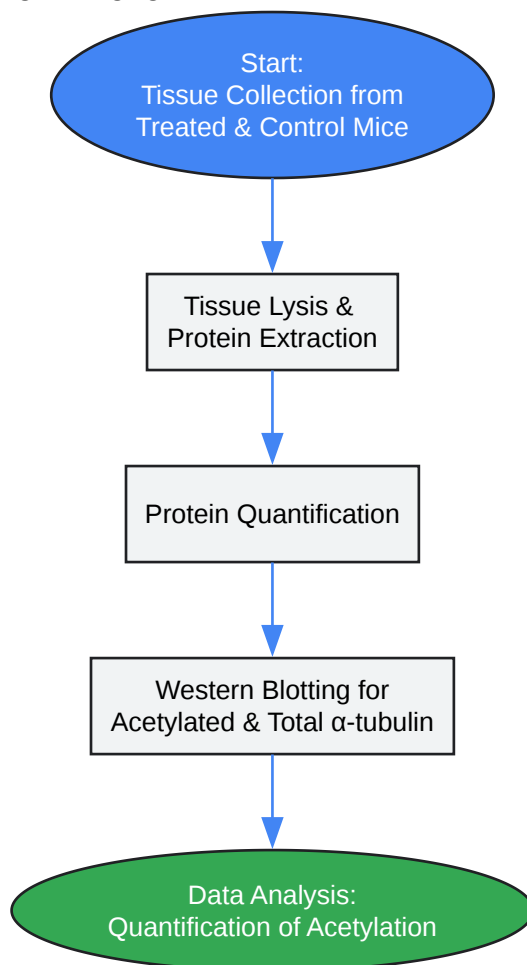 Start:
Tissue Collection from
Treated & Control Mice
Tissue Lysis &
Protein Extraction
Protein Quantification
Western Blotting for
Acetylated & Total α-tubulin
Data Analysis:
Quantification of Acetylation